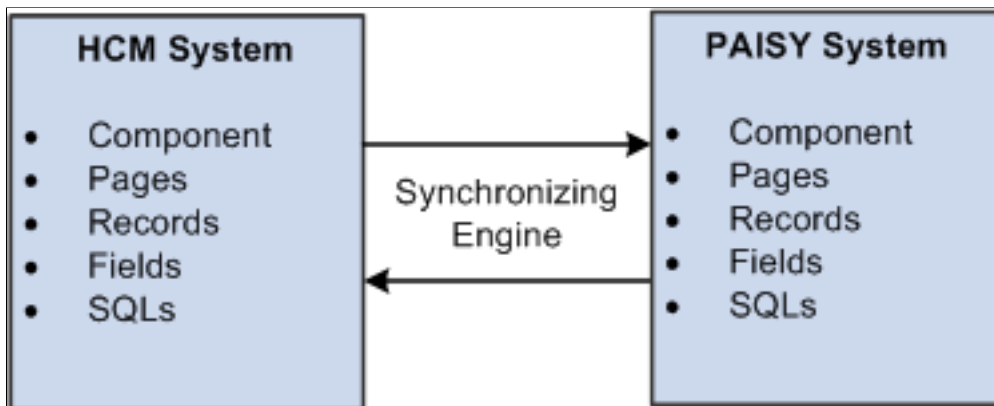 HCM System
• Component
• Pages
• Records
• Fields
• SQLs
Synchronizing
Engine
PAISY System
• Component
• Pages
• Records
• Fields
• SQLs